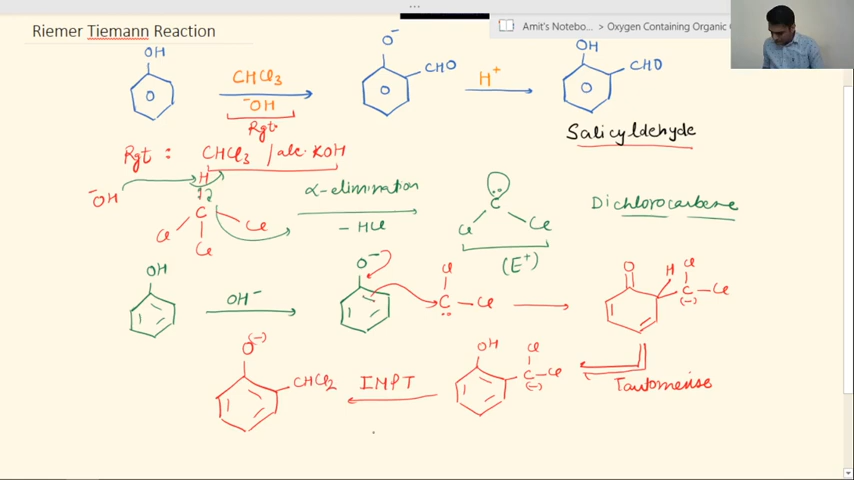 Amit's Notebo... > Oxygen Containing Organic C
Riemer Tiemann Reaction
OH
O⁻
OH
CHCl3
CHO
H⁺
CHO
⁻OH
Rgt.
Salicyldehyde
Rgt : CHCl3 / alc. KOH
H
⁻OH
α-elimination
Dichlorocarbene
C
C
Cl
Cl
- HCl
Cl
Cl
Cl
(E⁺)
OH
O⁻
Cl
O
H
Cl
OH⁻
C
Cl
C
Cl
(-)
O(-)
OH
Cl
CHCl2
INPT
C
Cl
(-)
Tautomerise